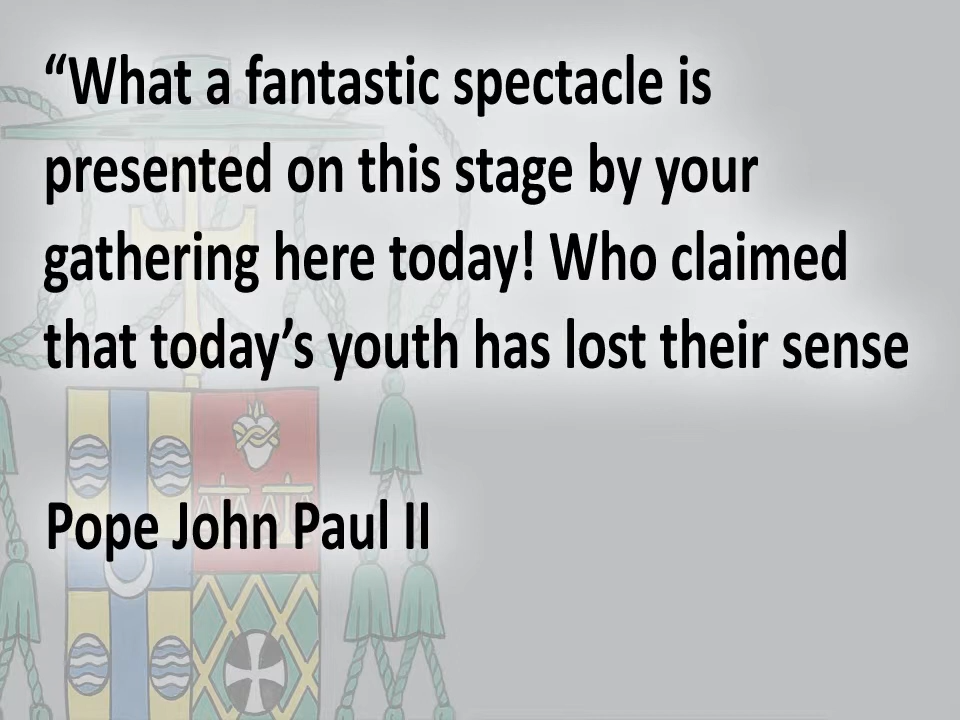 “What a fantastic spectacle is
presented on this stage by your
gathering here today! Who claimed
that today’s youth has lost their sense
Pope John Paul II